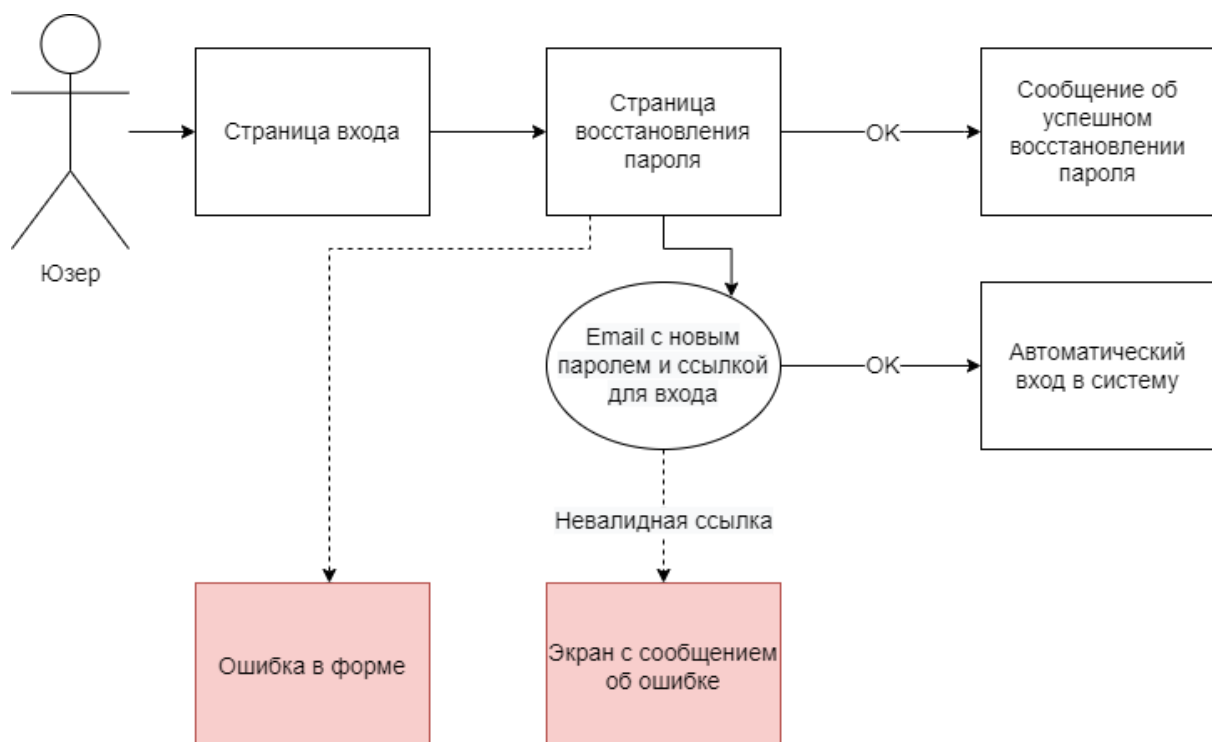 Страница входа
Страница
восстановления
пароля
OK
Сообщение об
успешном
восстановлении
пароля
Юзер
Email с новым
паролем и ссылкой
для входа
OK
Автоматический
вход в систему
Невалидная ссылка
Ошибка в форме
Экран с сообщением
об ошибке